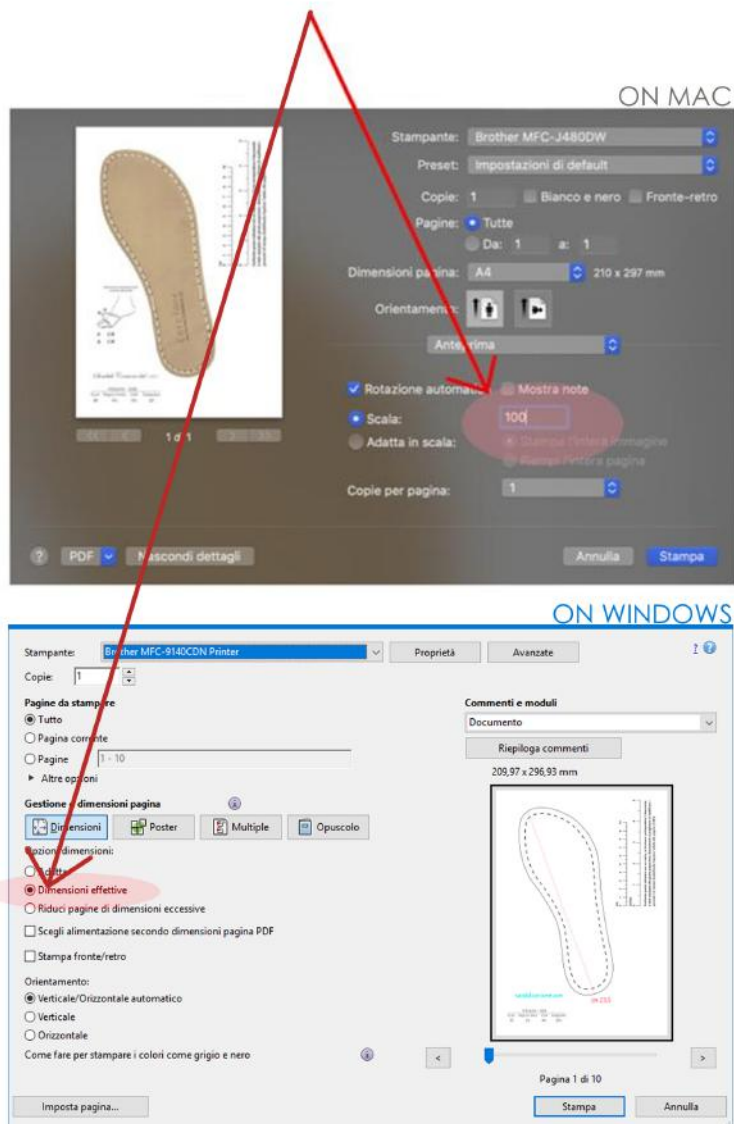 ON MAC
Stampante: Brother MFC-J480DW
Preset: Impostazioni di default
Copie: 1 Bianco e nero Fronte-retro
Pagine: Tutte
Da: 1 a: 1
Dimensioni pagina: A4 210 x 297 mm
Orientamento:
Anteprima
Rotazione automatica Mostra note
Scala: 100
Adatta in scala: Stampa l'intera immagine
Riempi l'intera pagina
1 di 1
Copie per pagina: 1
? PDF Nascondi dettagli Annulla Stampa
ON WINDOWS
Stampante: Brother MFC-9140CDN Printer Proprietà Avanzate ?
Copie: 1
Pagine da stampare
Tutto
Pagina corrente
Pagine 1 - 10
Altre opzioni
Gestione e dimensioni pagina
Dimensioni Poster Multiple Opuscolo
Opzioni dimensioni:
Adatta
Dimensioni effettive
Riduci pagine di dimensioni eccessive
Scegli alimentazione secondo dimensioni pagina PDF
Stampa fronte/retro
Orientamento:
Verticale/Orizzontale automatico
Verticale
Orizzontale
Come fare per stampare i colori come grigio e nero
Commenti e moduli
Documento
Riepiloga commenti
209,97 x 296,93 mm
< >
Pagina 1 di 10
Imposta pagina... Stampa Annulla